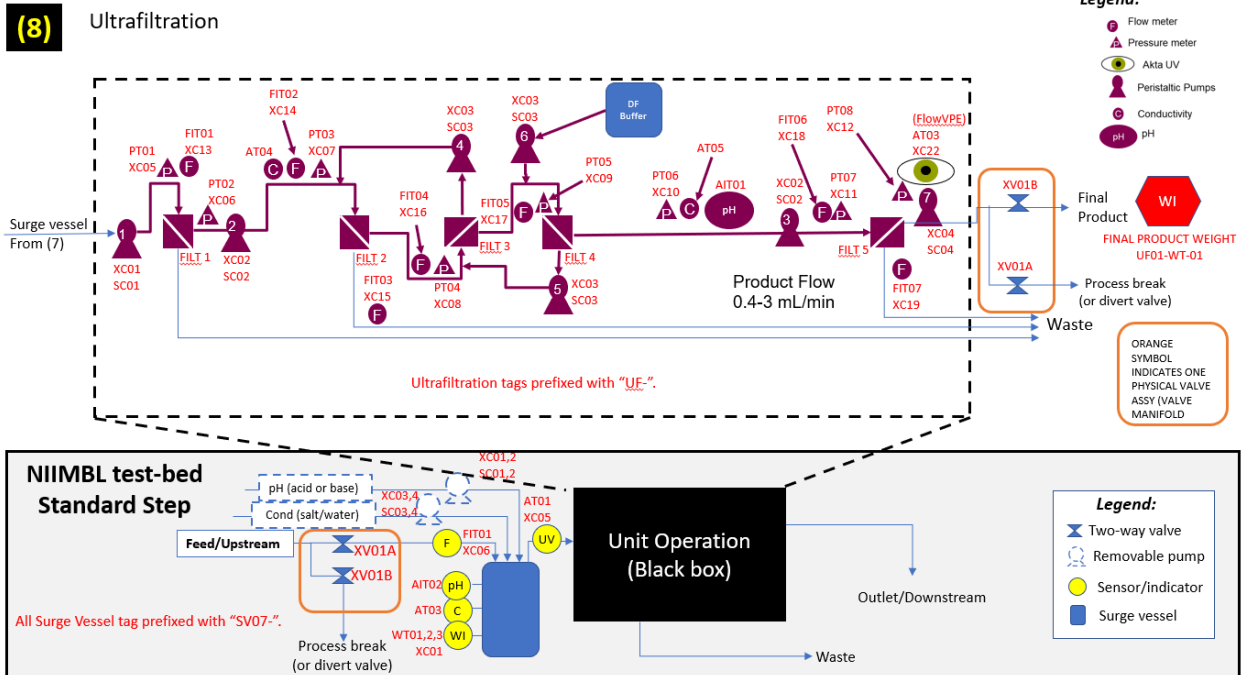 (8)
Ultrafiltration
Legend:
F
Flow meter
P
Pressure meter
Akta UV
Peristaltic Pumps
C
Conductivity
pH
pH
Surge vessel
From (7)
1
XC01
SC01
PT01
XC05
P
FIT01
XC13
F
FILT 1
PT02
XC06
P
2
XC02
SC02
AT04
C
FIT02
XC14
F
PT03
XC07
P
FILT 2
FIT03
XC15
F
FIT04
XC16
F
P
PT04
XC08
XC03
SC03
4
FILT 3
XC03
SC03
6
DF
Buffer
FIT05
XC17
F
P
PT05
XC09
FILT 4
5
XC03
SC03
PT06
XC10
P
C
AT05
AIT01
pH
XC02
SC02
3
FIT06
XC18
F
P
PT07
XC11
PT08
XC12
P
(FlowVPE)
AT03
XC22
7
XC04
SC04
FILT 5
F
FIT07
XC19
Product Flow
0.4-3 mL/min
XV01B
XV01A
Final
Product
WI
FINAL PRODUCT WEIGHT
UF01-WT-01
Process break
(or divert valve)
Waste
ORANGE
SYMBOL
INDICATES ONE
PHYSICAL VALVE
ASSY (VALVE
MANIFOLD
Ultrafiltration tags prefixed with “UF-”.
NIIMBL test-bed
Standard Step
pH (acid or base)
Cond (salt/water)
XC01,2
SC01,2
XC03,4
SC03,4
Feed/Upstream
XV01A
XV01B
F
FIT01
XC06
AT01
XC05
UV
AIT02
pH
AT03
C
WT01,2,3
XC01
WI
All Surge Vessel tag prefixed with “SV07-”.
Process break
(or divert valve)
Unit Operation
(Black box)
Outlet/Downstream
Waste
Legend:
Two-way valve
Removable pump
Sensor/indicator
Surge vessel